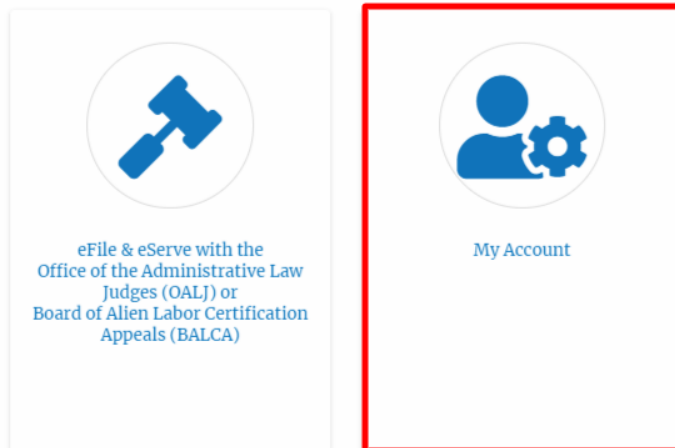 eFile & eServe with the
Office of the Administrative Law
Judges (OALJ) or
Board of Alien Labor Certification
Appeals (BALCA)
My Account